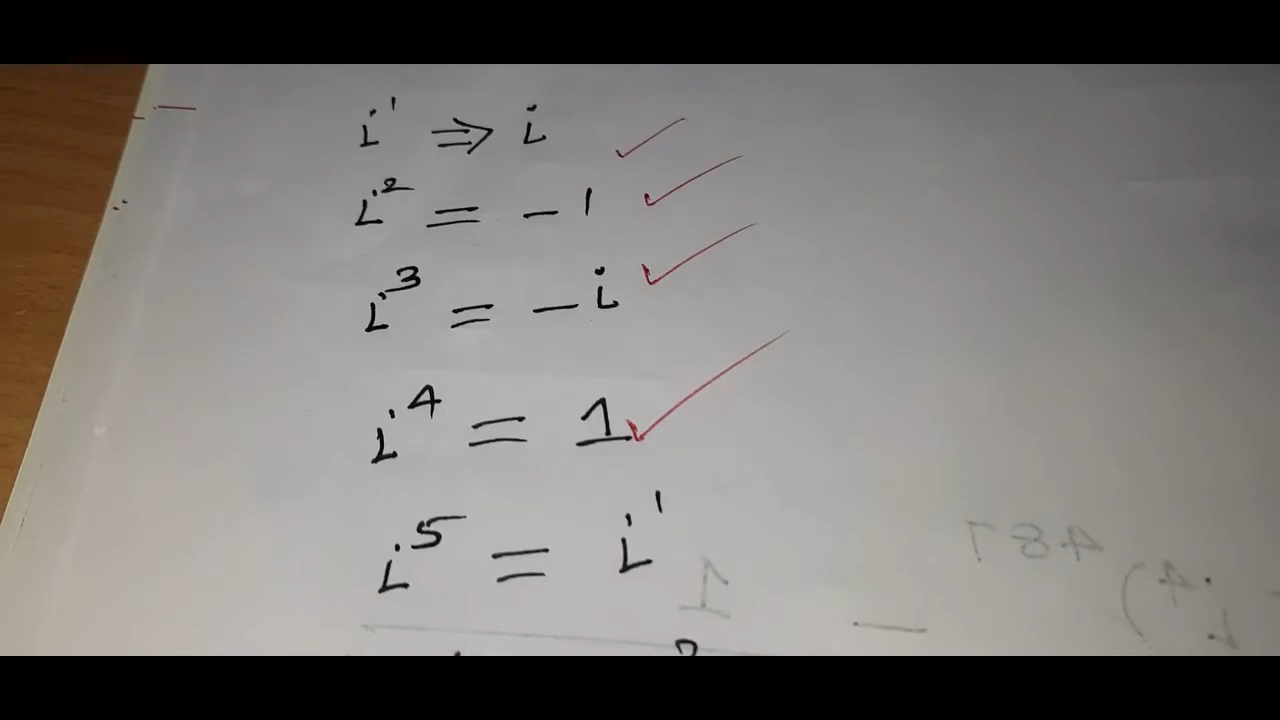 i¹ ⇒ i
i² = -1
i³ = -i
i⁴ = 1
i⁵ = i¹